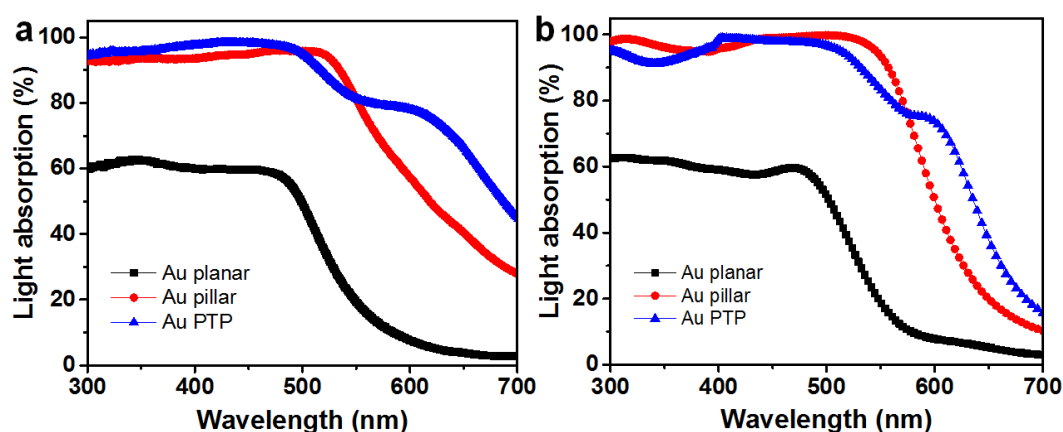 a
Light absorption (%)
100
80
60
40
20
0
Au planar
Au pillar
Au PTP
300 400 500 600 700
Wavelength (nm)
b
Light absorption (%)
100
80
60
40
20
0
Au planar
Au pillar
Au PTP
300 400 500 600 700
Wavelength (nm)